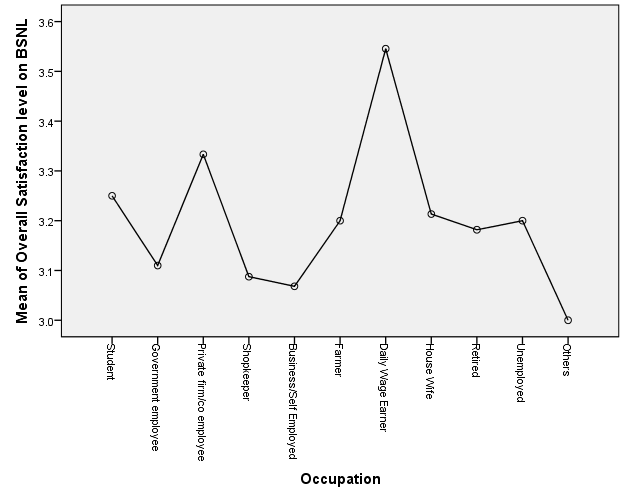 Mean of Overall Satisfaction level on BSNL
3.6
3.5
3.4
3.3
3.2
3.1
3.0
Student
Government employee
Private firm/co employee
Shopkeeper
Business/Self Employed
Farmer
Daily Wage Earner
House Wife
Retired
Unemployed
Others
Occupation